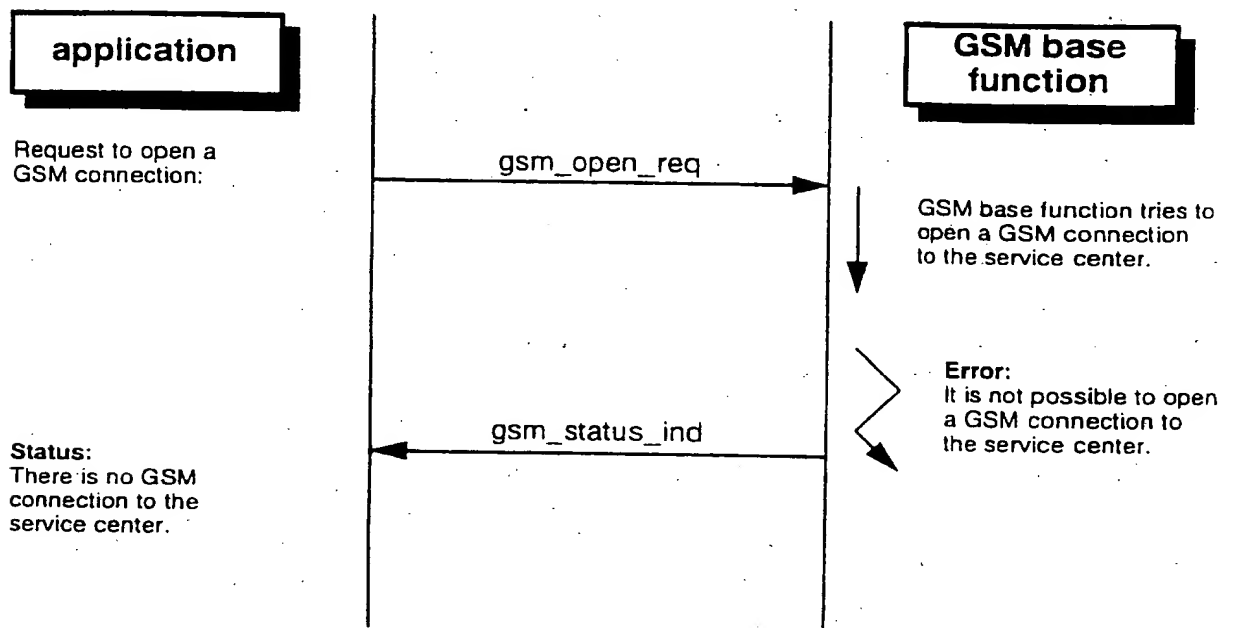 application
GSM base
function
Request to open a
GSM connection:
gsm_open_req
GSM base function tries to
open a GSM connection
to the service center.
Error:
It is not possible to open
a GSM connection to
the service center.
gsm_status_ind
Status:
There is no GSM
connection to the
service center.